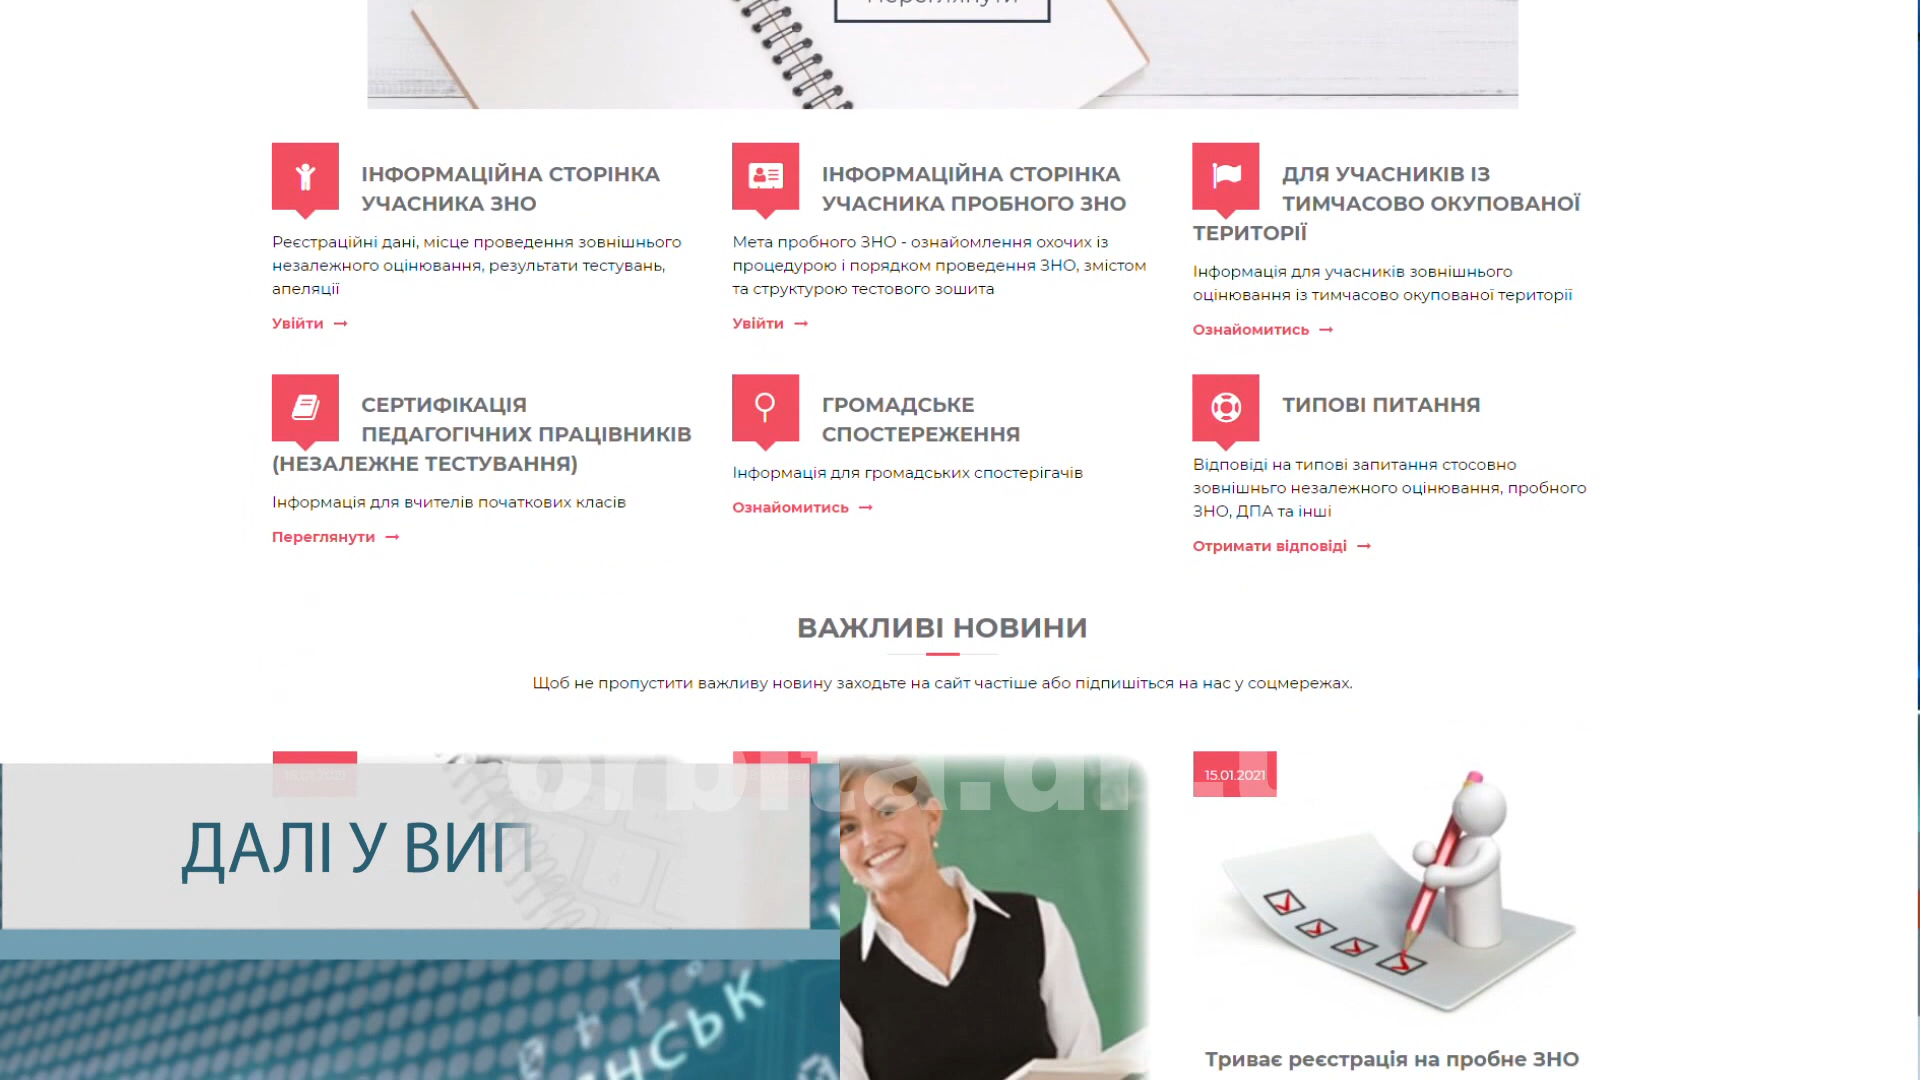 ІНФОРМАЦІЙНА СТОРІНКА
УЧАСНИКА ЗНО
Реєстраційні дані, місце проведення зовнішнього
незалежного оцінювання, результати тестувань,
апеляції
Увійти
ІНФОРМАЦІЙНА СТОРІНКА
УЧАСНИКА ПРОБНОГО ЗНО
Мета пробного ЗНО - ознайомлення охочих із
процедурою і порядком проведення ЗНО, змістом
та структурою тестового зошита
Увійти
ДЛЯ УЧАСНИКІВ ІЗ
ТИМЧАСОВО ОКУПОВАНОЇ
ТЕРИТОРІЇ
Інформація для учасників зовнішнього
оцінювання із тимчасово окупованої території
Ознайомитись
СЕРТИФІКАЦІЯ
ПЕДАГОГІЧНИХ ПРАЦІВНИКІВ
(НЕЗАЛЕЖНЕ ТЕСТУВАННЯ)
Інформація для вчителів початкових класів
Переглянути
ГРОМАДСЬКЕ
СПОСТЕРЕЖЕННЯ
Інформація для громадських спостерігачів
Ознайомитись
ТИПОВІ ПИТАННЯ
Відповіді на типові запитання стосовно
зовнішньго незалежного оцінювання, пробного
ЗНО, ДПА та інші
Отримати відповіді
ВАЖЛИВІ НОВИНИ
Щоб не пропустити важливу новину заходьте на сайт частіше або підпишіться на нас у соцмережах.
15.01.2021
ДАЛІ У ВИП
Триває реєстрація на пробне ЗНО